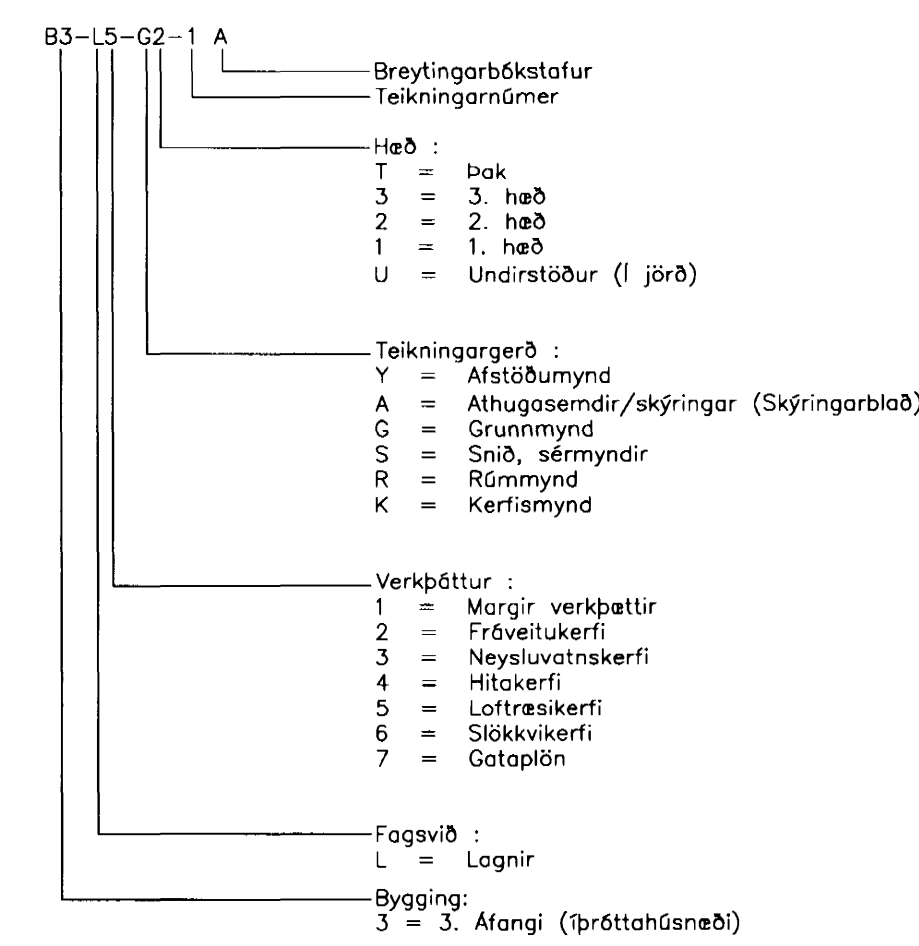 B3-L5-G2-1 A
Breytingarbókstafur
Teikningarnúmer
Hæð :
T = Þak
3 = 3. hæð
2 = 2. hæð
1 = 1. hæð
U = Undirstöður (Í jörð)
Teikningargerð :
Y = Afstöðumynd
A = Athugasemdir/skýringar (Skýringarblað)
G = Grunnmynd
S = Snið, sérmyndir
R = Rúmmynd
K = Kerfismynd
Verkþáttur :
1 = Margir verkþættir
2 = Fráveitukerfi
3 = Neysluvatnskerfi
4 = Hitakerfi
5 = Loftræsikerfi
6 = Slökkvikerfi
7 = Gataplön
Fagsvið :
L = Lagnir
Bygging:
3 = 3. Áfangi (íþróttahúsnæði)